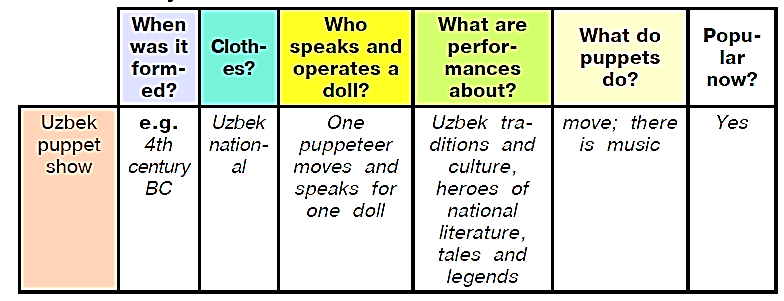 When was it form-ed?
Cloth-es?
Who speaks and operates a doll?
What are perfor-mances about?
What do puppets do?
Popu-lar now?
Uzbek puppet show
e.g. 4th century BC
Uzbek nation-al
One puppeteer moves and speaks for one doll
Uzbek tra-ditions and culture, heroes of national literature, tales and legends
move; there is music
Yes